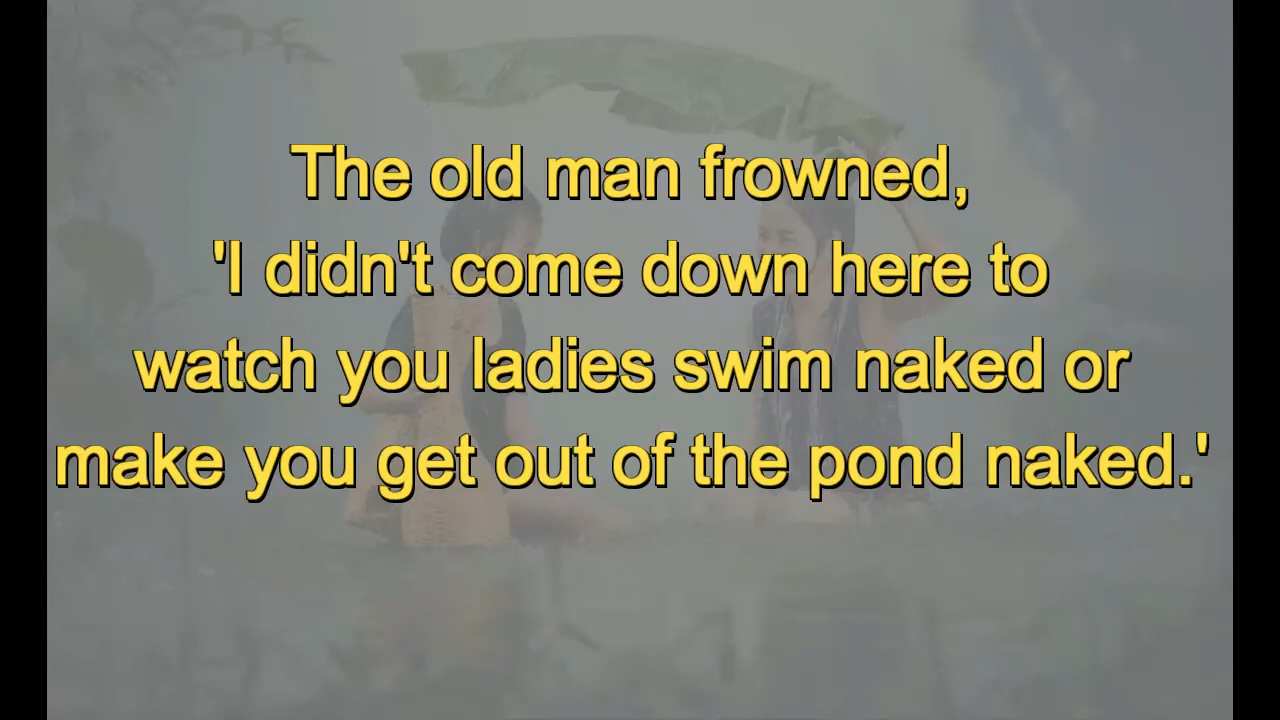 The old man frowned,
'I didn't come down here to
watch you ladies swim naked or
make you get out of the pond naked.'